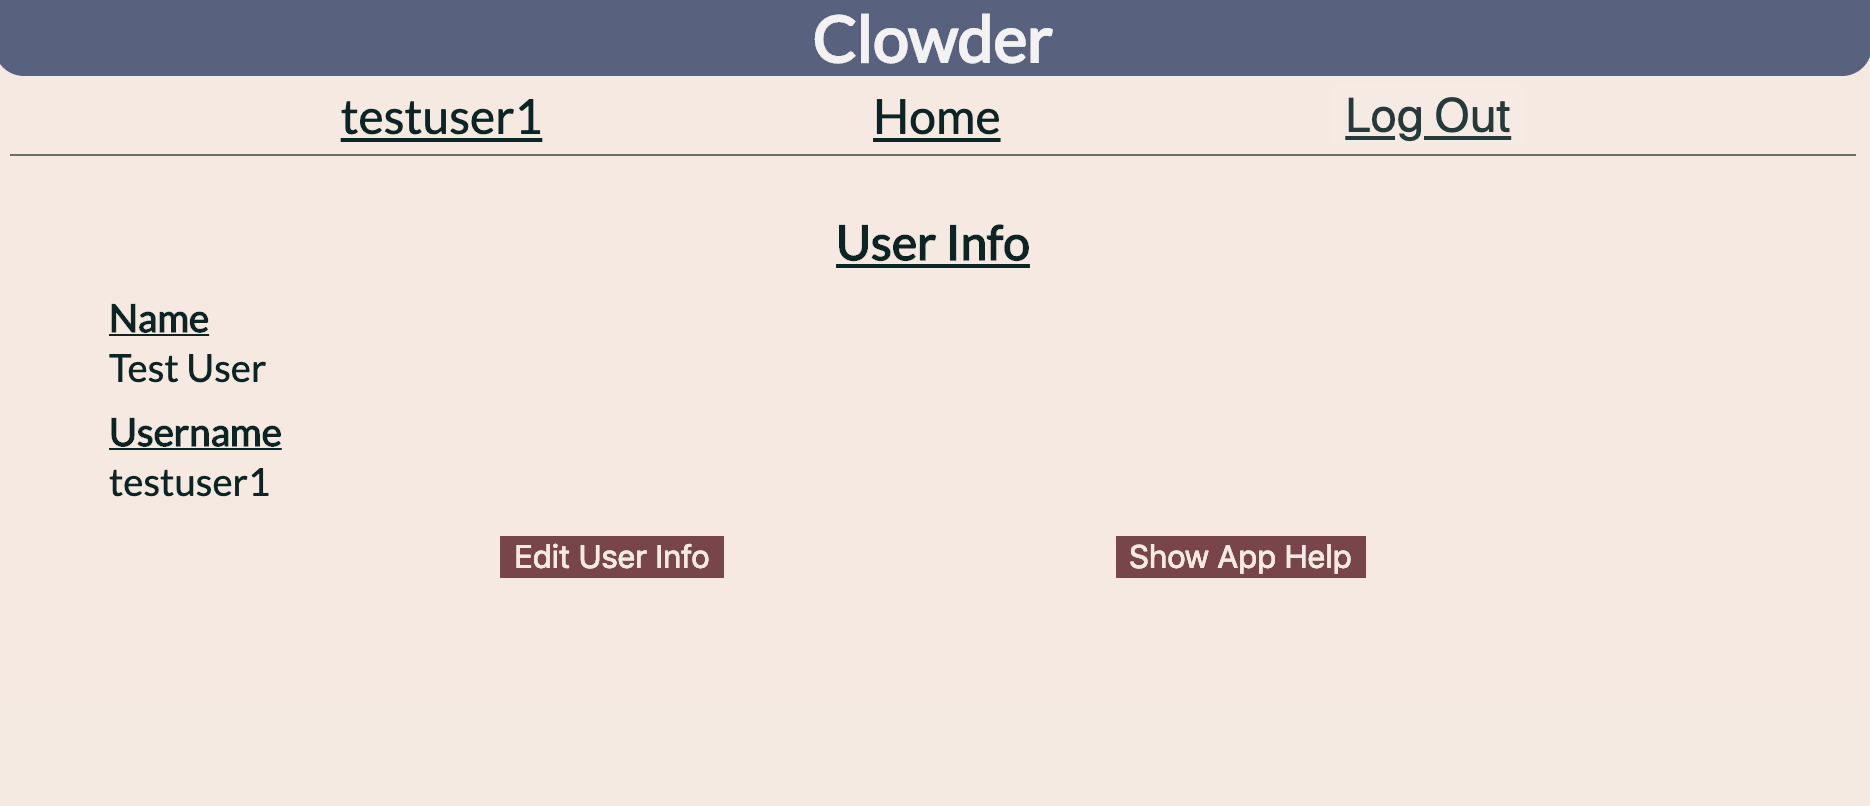 Clowder
testuser1 Home Log Out
User Info
Name
Test User
Username
testuser1
Edit User Info Show App Help